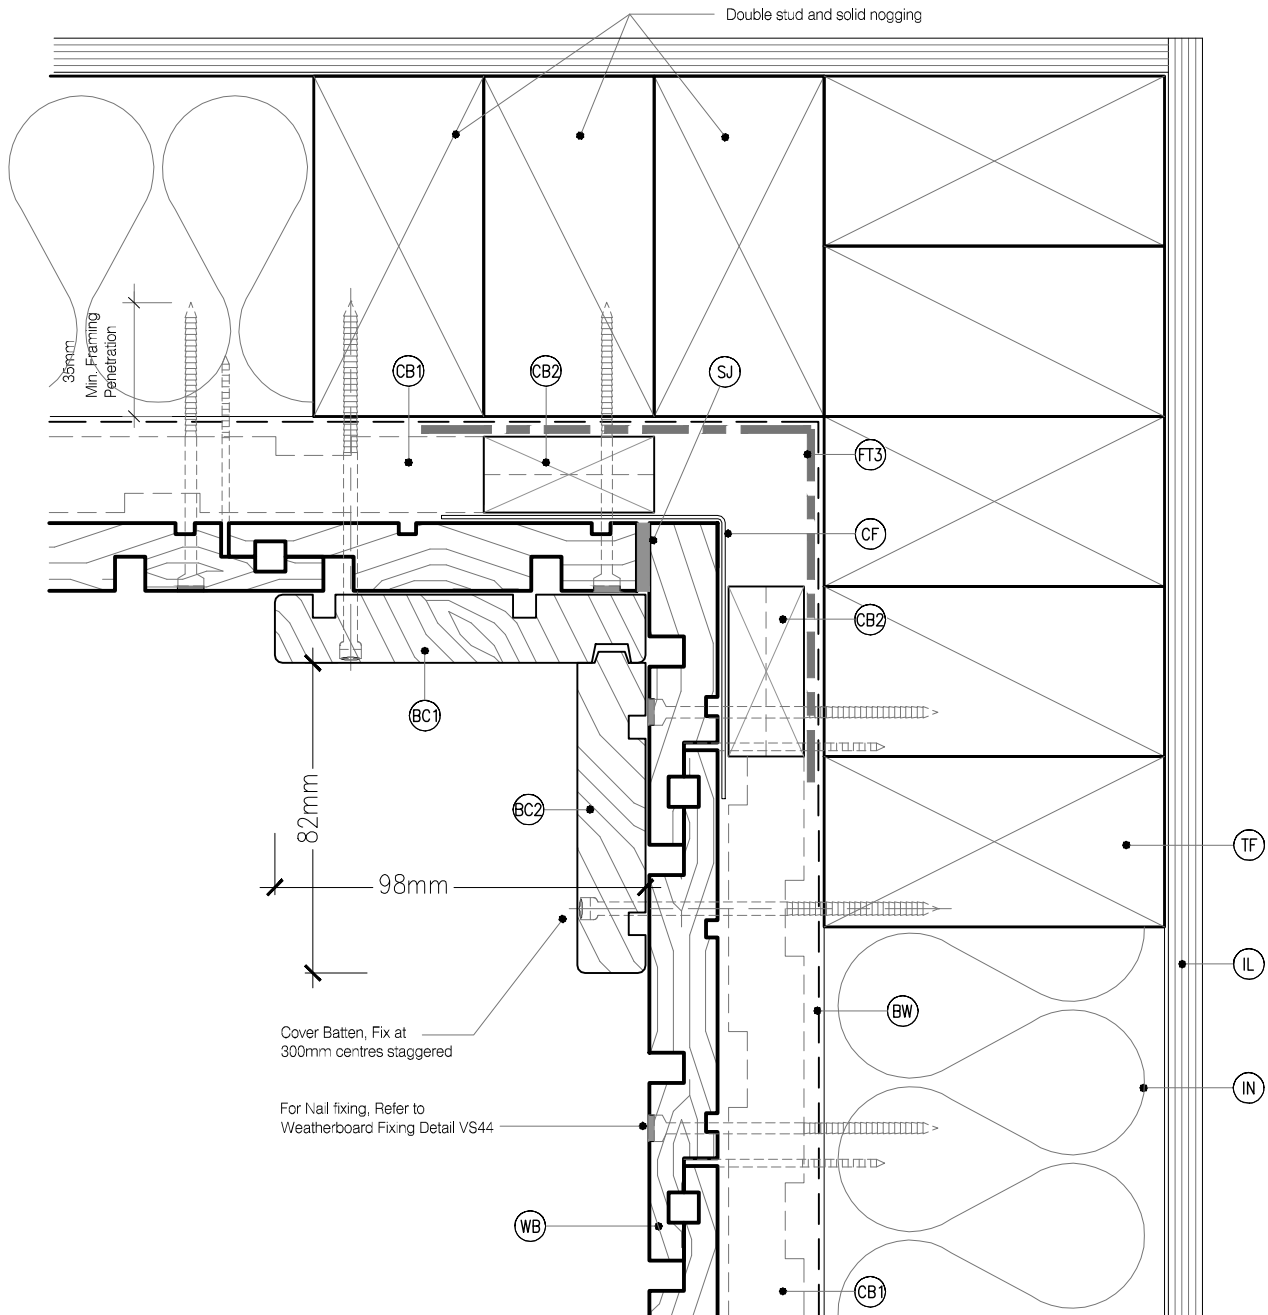 Double stud and solid nogging
35mm
Min. Framing
Penetration
CB1
CB2
SJ
FT3
CF
CB2
BC1
82mm
BC2
TF
98mm
IL
BW
Cover Batten, Fix at
300mm centres staggered
IN
For Nail fixing, Refer to
Weatherboard Fixing Detail VS44
WB
CB1